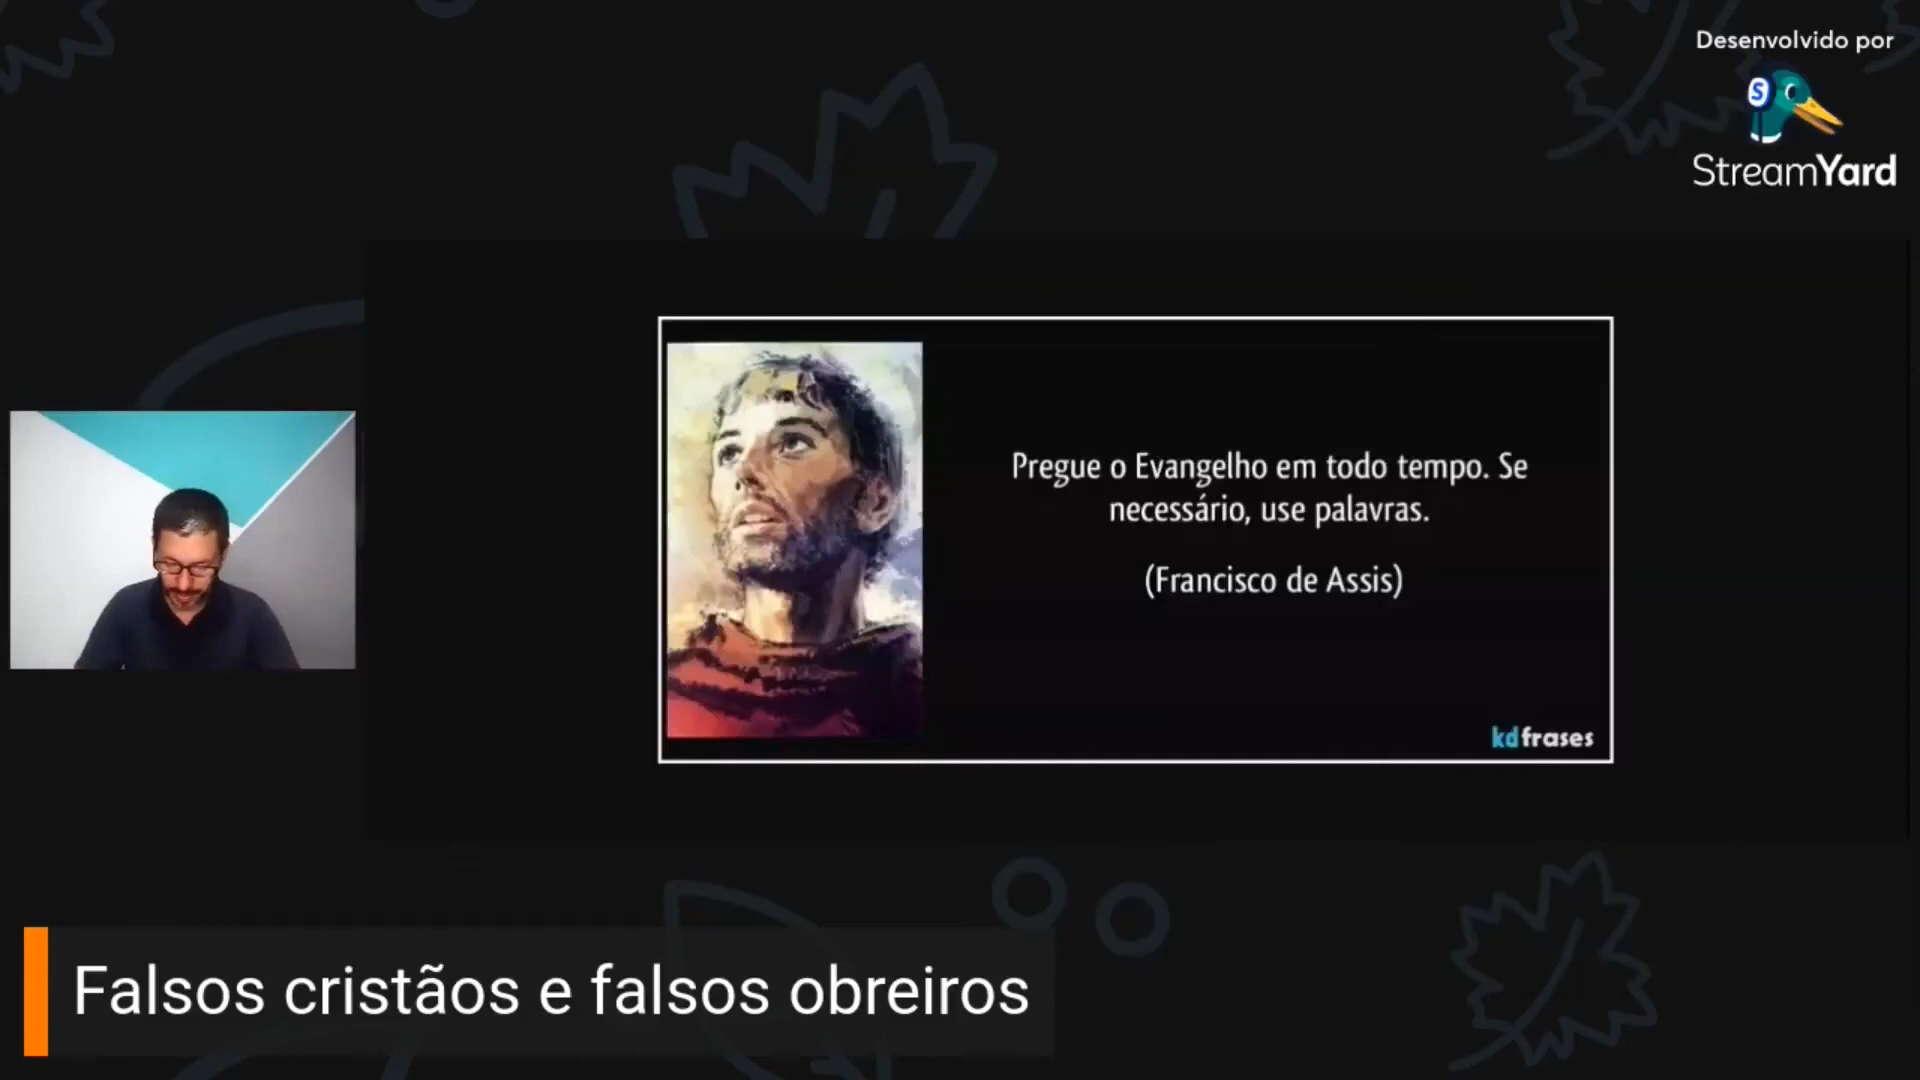 Desenvolvido por
S
StreamYard
Pregue o Evangelho em todo tempo. Se
necessário, use palavras.
(Francisco de Assis)
kdfrases
Falsos cristãos e falsos obreiros